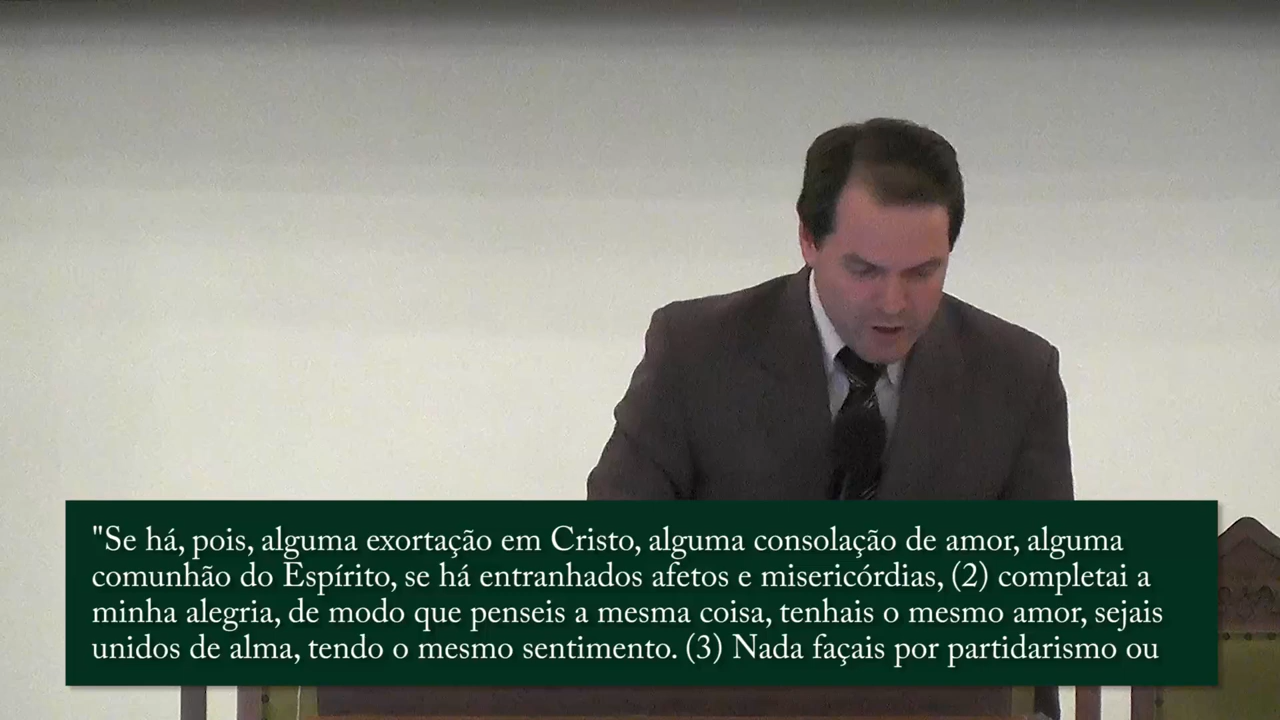 "Se há, pois, alguma exortação em Cristo, alguma consolação de amor, alguma
comunhão do Espírito, se há entranhados afetos e misericórdias, (2) completai a
minha alegria, de modo que penseis a mesma coisa, tenhais o mesmo amor, sejais
unidos de alma, tendo o mesmo sentimento. (3) Nada façais por partidarismo ou